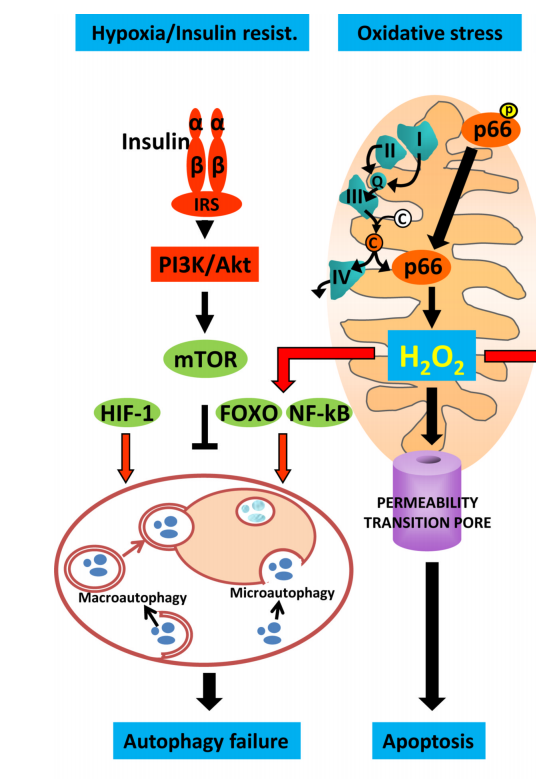 Hypoxia/Insulin resist.
Oxidative stress
Insulin
α α
β β
IRS
PI3K/Akt
mTOR
HIF-1
FOXO
NF-kB
p
p66
I
II
Q
III
C
C
IV
p66
H₂O₂
PERMEABILITY
TRANSITION PORE
Macroautophagy
Microautophagy
Autophagy failure
Apoptosis